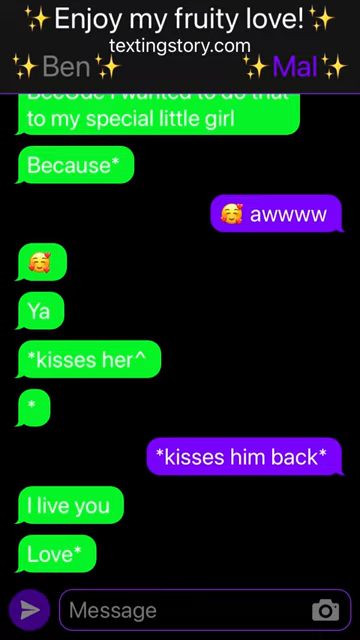 ✨Enjoy my fruity love!✨
textingstory.com
✨Ben✨ ✨Mal✨
to my special little girl
Because*
🥰 awwww
🥰
Ya
*kisses her^
*
*kisses him back*
I live you
Love*
Message